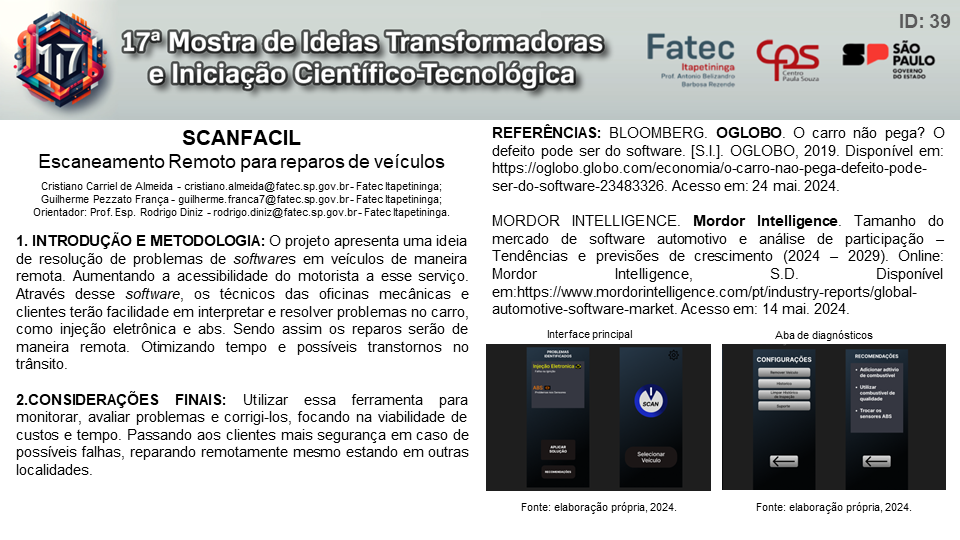 ID: 39
17ª Mostra de Ideias Transformadoras
e Iniciação Científico-Tecnológica
Fatec
Itapetininga
Prof. Antonio Belizandro
Barbosa Rezende
CPS
Centro
Paula Souza
SP
SÃO PAULO
GOVERNO
DO ESTADO
SCANFACIL
Escaneamento Remoto para reparos de veículos
Cristiano Carriel de Almeida - cristiano.almeida@fatec.sp.gov.br - Fatec Itapetininga;
Guilherme Pezzato França - guilherme.franca7@fatec.sp.gov.br - Fatec Itapetininga;
Orientador: Prof. Esp. Rodrigo Diniz - rodrigo.diniz@fatec.sp.gov.br - Fatec Itapetininga.
1. INTRODUÇÃO E METODOLOGIA: O projeto apresenta uma ideia
de resolução de problemas de softwares em veículos de maneira
remota. Aumentando a acessibilidade do motorista a esse serviço.
Através desse software, os técnicos das oficinas mecânicas e
clientes terão facilidade em interpretar e resolver problemas no carro,
como injeção eletrônica e abs. Sendo assim os reparos serão de
maneira remota. Otimizando tempo e possíveis transtornos no
trânsito.
2.CONSIDERAÇÕES FINAIS: Utilizar essa ferramenta para
monitorar, avaliar problemas e corrigi-los, focando na viabilidade de
custos e tempo. Passando aos clientes mais segurança em caso de
possíveis falhas, reparando remotamente mesmo estando em outras
localidades.
REFERÊNCIAS: BLOOMBERG. OGLOBO. O carro não pega? O
defeito pode ser do software. [S.I.]. OGLOBO, 2019. Disponível em:
https://oglobo.globo.com/economia/o-carro-nao-pega-defeito-pode-
ser-do-software-23483326. Acesso em: 24 mai. 2024.
MORDOR INTELLIGENCE. Mordor Intelligence. Tamanho do
mercado de software automotivo e análise de participação –
Tendências e previsões de crescimento (2024 – 2029). Online:
Mordor Intelligence, S.D. Disponível
em:https://www.mordorintelligence.com/pt/industry-reports/global-
automotive-software-market. Acesso em: 14 mai. 2024.
Interface principal
PROBLEMAS
IDENTIFICADOS
Injeção Eletronica
ABS
APLICAR
SOLUÇÃO
RECOMENDAÇÕES
SCAN
Selecionar
Veículo
Fonte: elaboração própria, 2024.
Aba de diagnósticos
CONFIGURAÇÕES
Remover Veículo
Histórico
Limpar Histórico
de Inspeção
Suporte
RECOMENDAÇÕES
• Adicionar aditivo
de combustível
• Utilizar
combustível de
qualidade
• Trocar os
sensores ABS
Fonte: elaboração própria, 2024.